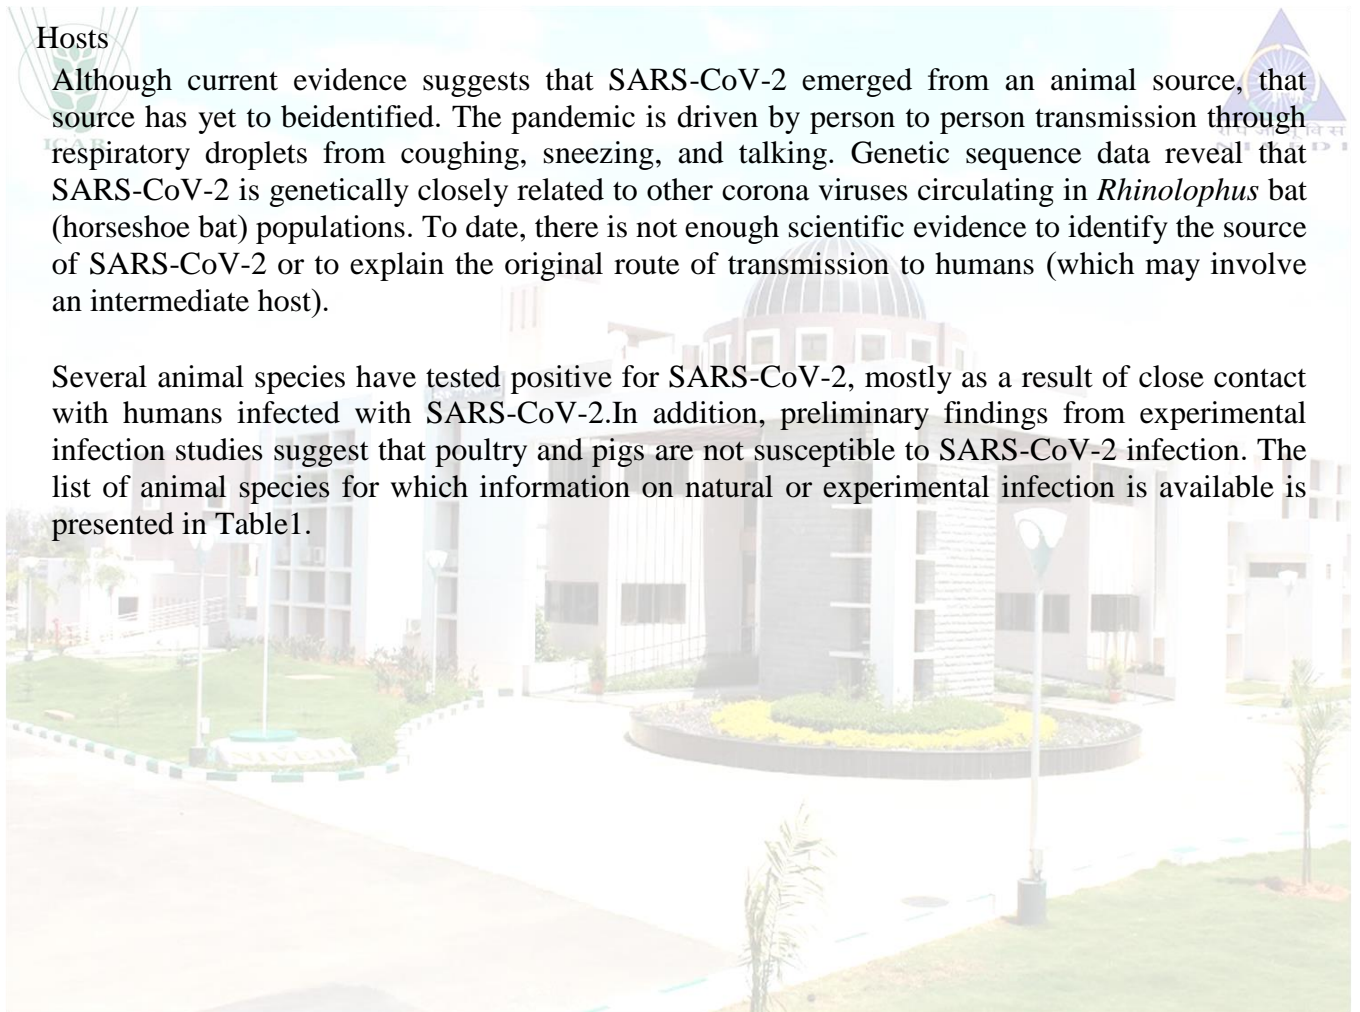 Hosts
Although current evidence suggests that SARS-CoV-2 emerged from an animal source, that
source has yet to beidentified. The pandemic is driven by person to person transmission through
respiratory droplets from coughing, sneezing, and talking. Genetic sequence data reveal that
SARS-CoV-2 is genetically closely related to other corona viruses circulating in Rhinolophus bat
(horseshoe bat) populations. To date, there is not enough scientific evidence to identify the source
of SARS-CoV-2 or to explain the original route of transmission to humans (which may involve
an intermediate host).
Several animal species have tested positive for SARS-CoV-2, mostly as a result of close contact
with humans infected with SARS-CoV-2.In addition, preliminary findings from experimental
infection studies suggest that poultry and pigs are not susceptible to SARS-CoV-2 infection. The
list of animal species for which information on natural or experimental infection is available is
presented in Table1.
ICAR
NIVEDI
NIVEDI